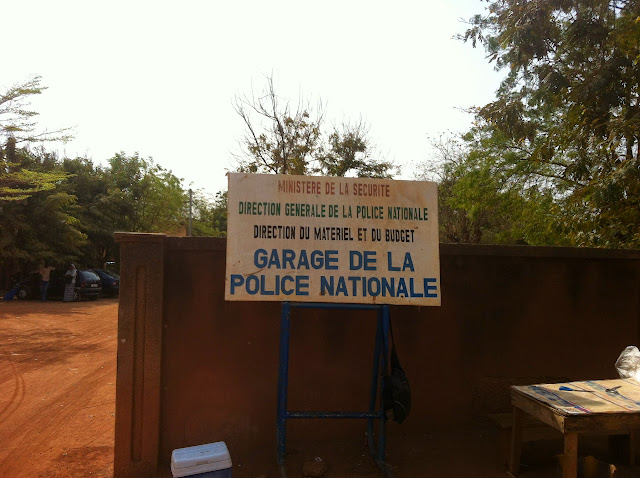 MINISTERE DE LA SECURITE
DIRECTION GENERALE DE LA POLICE NATIONALE
DIRECTION DU MATERIEL ET DU BUDGET
GARAGE DE LA
POLICE NATIONALE